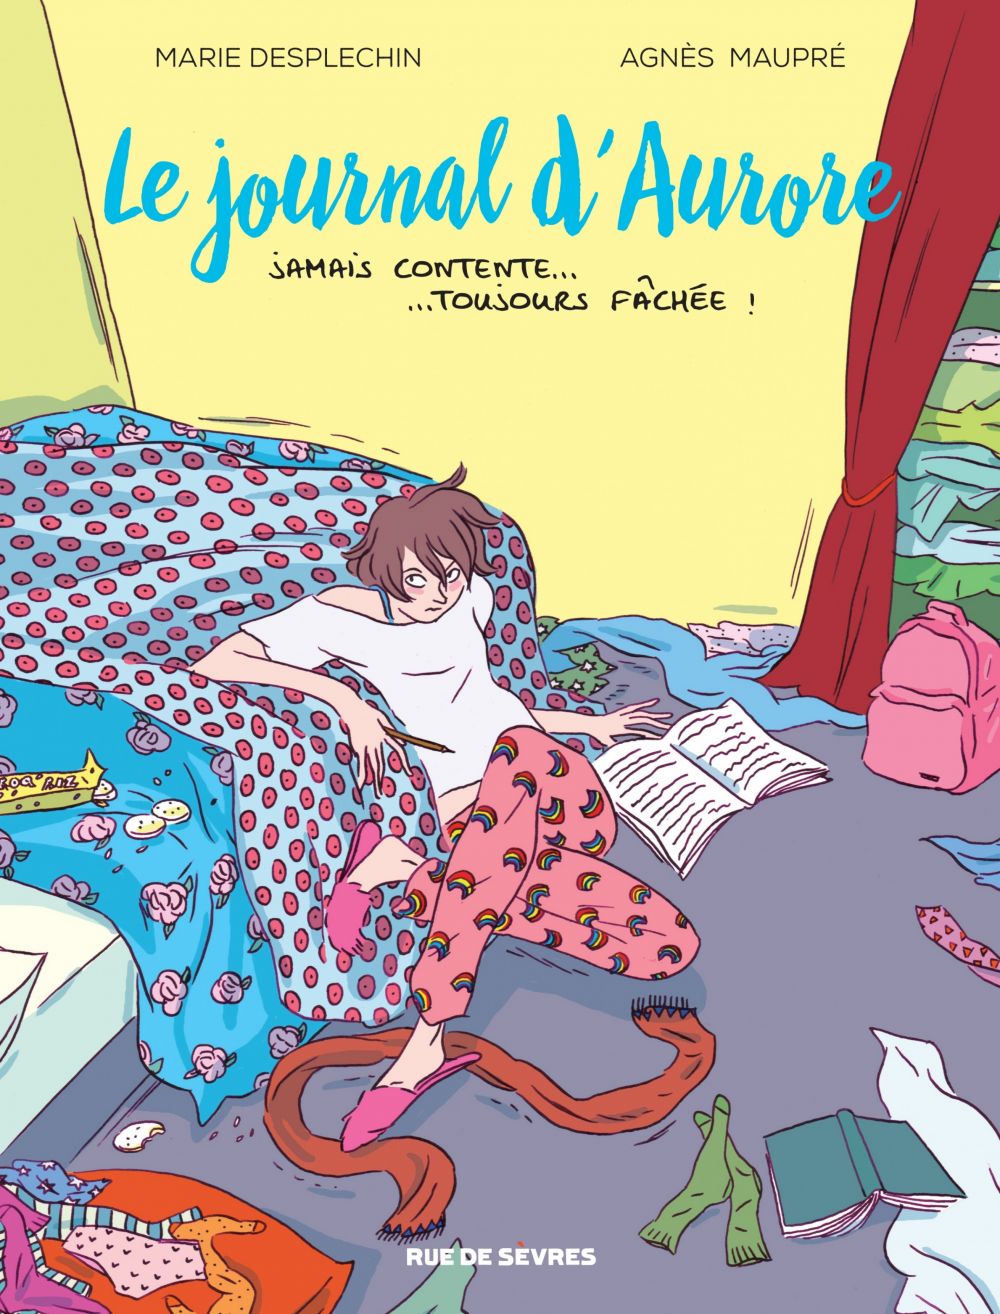 MARIE DESPLECHIN
AGNÈS MAUPRÉ
Le journal d'Aurore
JAMAIS CONTENTE...
...TOUJOURS FÂCHÉE !
RUE DE SÈVRES